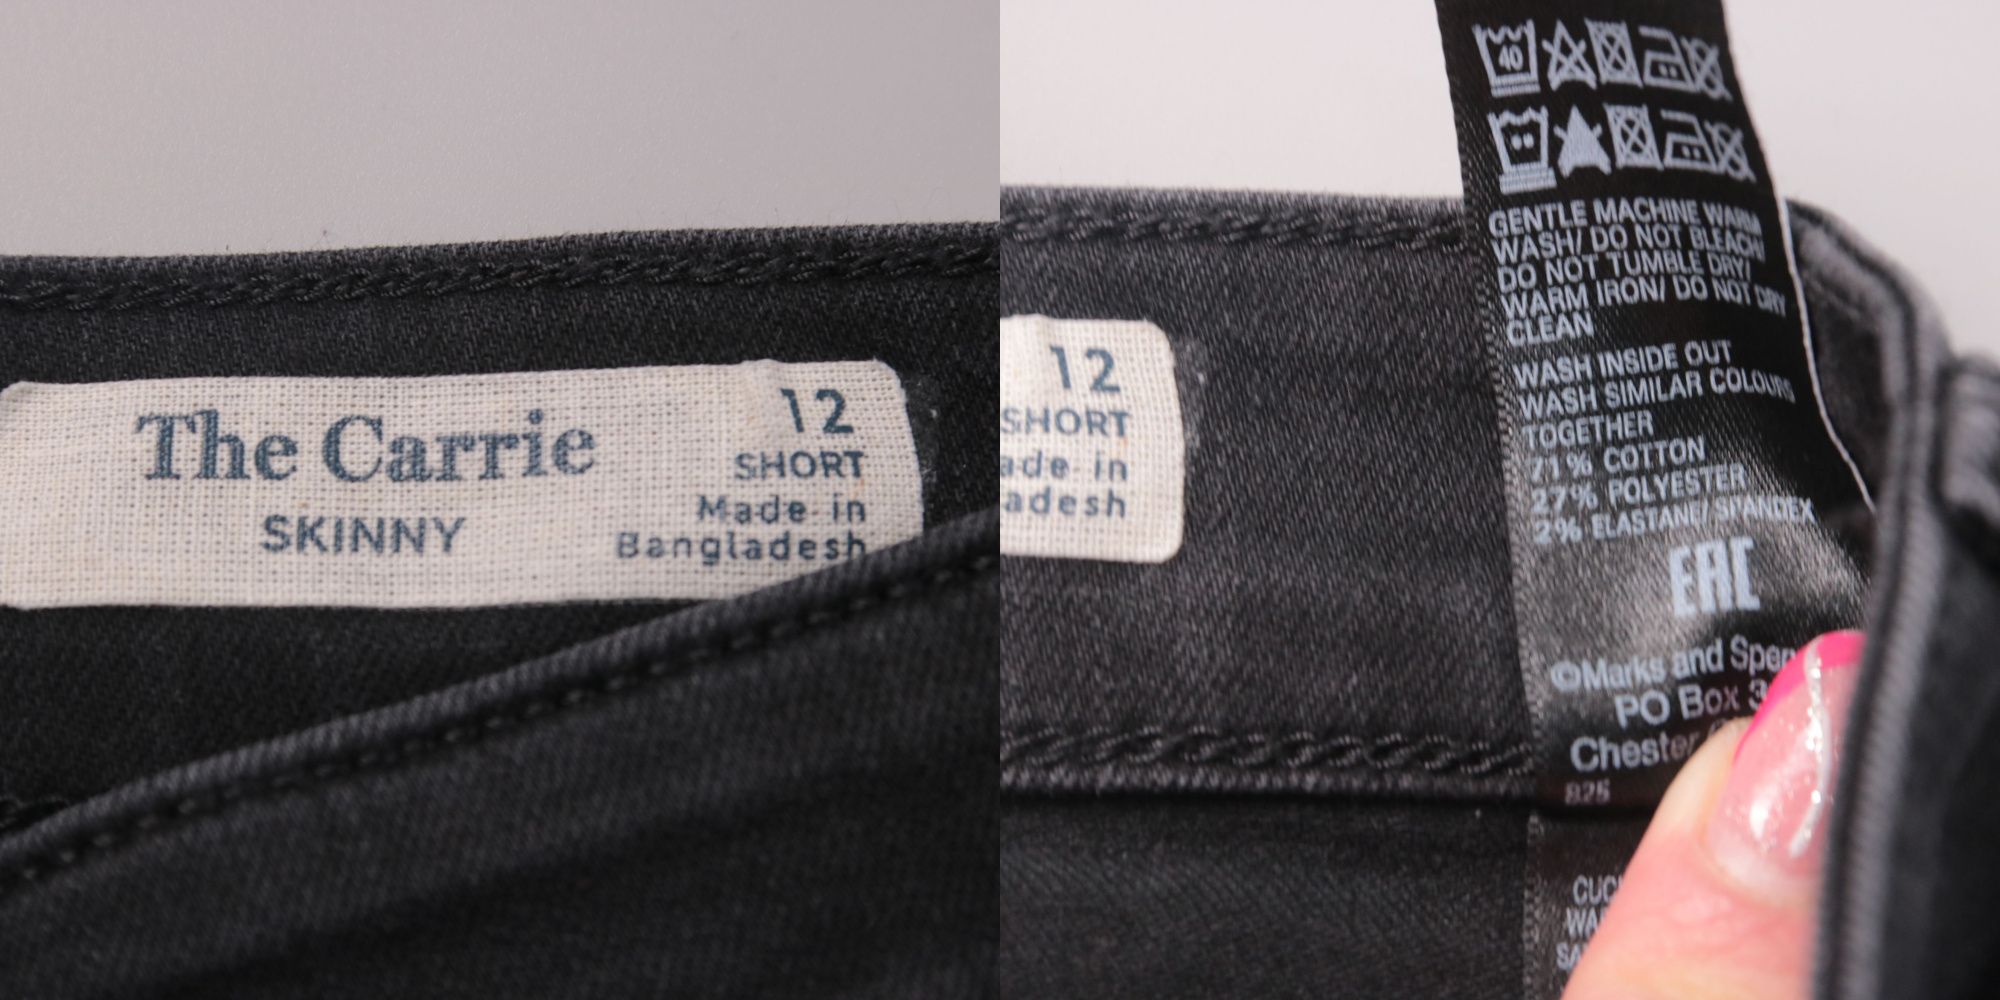 The Carrie
SKINNY
12
SHORT
Made in
Bangladesh
12
SHORT
ade in
adesh
40
GENTLE MACHINE WARM
WASH/ DO NOT BLEACH/
DO NOT TUMBLE DRY/
WARM IRON/ DO NOT DRY
CLEAN
WASH INSIDE OUT
WASH SIMILAR COLOURS
TOGETHER
71% COTTON
27% POLYESTER
2% ELASTANE/ SPANDEX
EAC
©Marks and Spen
PO Box 3
Chester
825